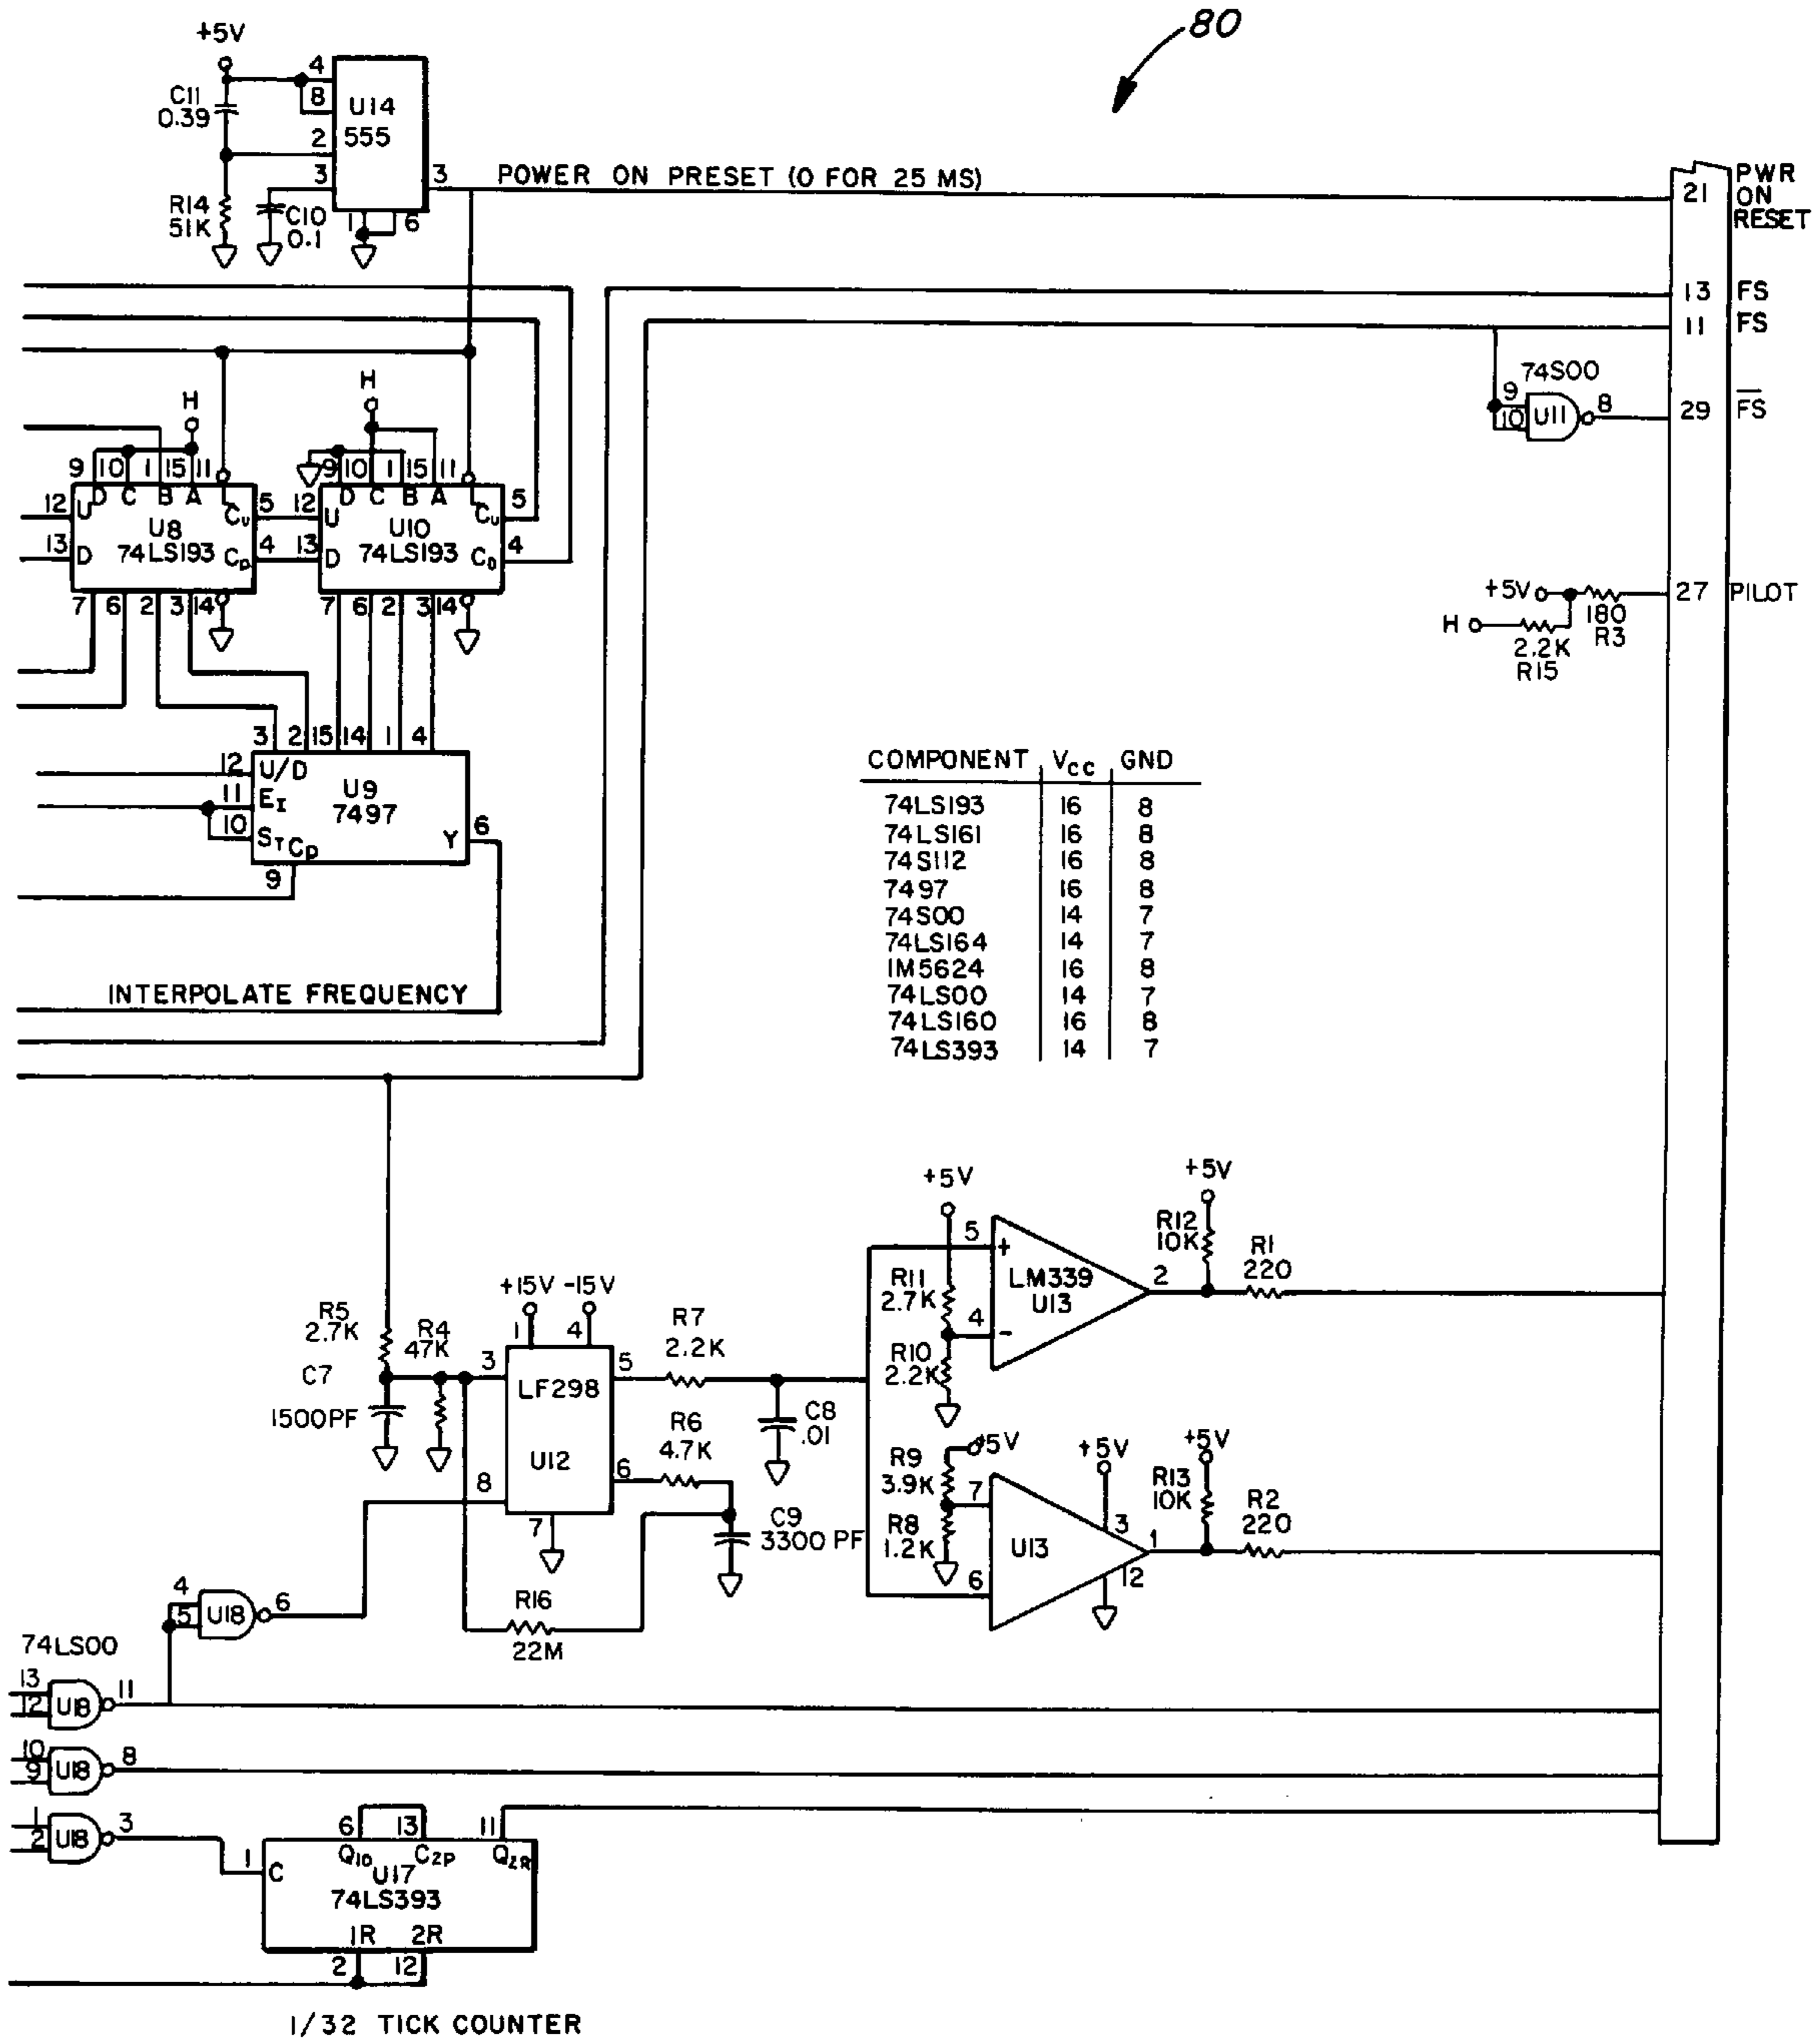 80
+5V
4
8
U14
555
C11
0.39
2
3
3
POWER ON PRESET (0 FOR 25 MS)
21
PWR
ON
RESET
R14
51K
C10
0.1
1
6
13 FS
11 FS
74S00
9
10
U11
8
29
FS
H
H
9 10 1 15 11
D C B A L
9 10 1 15 11
D C B A L
12 U
U8
Cu 5
12 U
U10
Cu 5
13 D
74LS193
CD 4
13 D
74LS193
CD 4
7 6 2 3 14
7 6 2 3 14
+5V
180
R3
27 PILOT
H
2.2K
R15
3 2 15 14 1 4
12 U/D
11 EI
U9
7497
10 ST
CP
Y 6
9
COMPONENT Vcc GND
74LS193 16 8
74LS161 16 8
74S112 16 8
7497 16 8
74S00 14 7
74LS164 14 7
IM5624 16 8
74LS00 14 7
74LS160 16 8
74LS393 14 7
INTERPOLATE FREQUENCY
+5V
+5V
5
+
R12
10K
R1
220
R11
2.7K
LM339
U13
2
4
-
R10
2.2K
+15V -15V
1
4
R5
2.7K
R4
47K
3
LF298
5
R7
2.2K
C7
1500PF
C8
.01
U12
R6
4.7K
6
8
7
C9
3300 PF
+5V
R9
3.9K
7
+5V
3
+5V
R13
10K
R2
220
R8
1.2K
U13
1
6
12
4
5
U18
6
R16
22M
74LS00
13
12
U18
11
10
9
U18
8
1
2
U18
3
6 13 11
Q1D C2P Q2R
1 C
U17
74LS393
1R 2R
2 12
1/32 TICK COUNTER